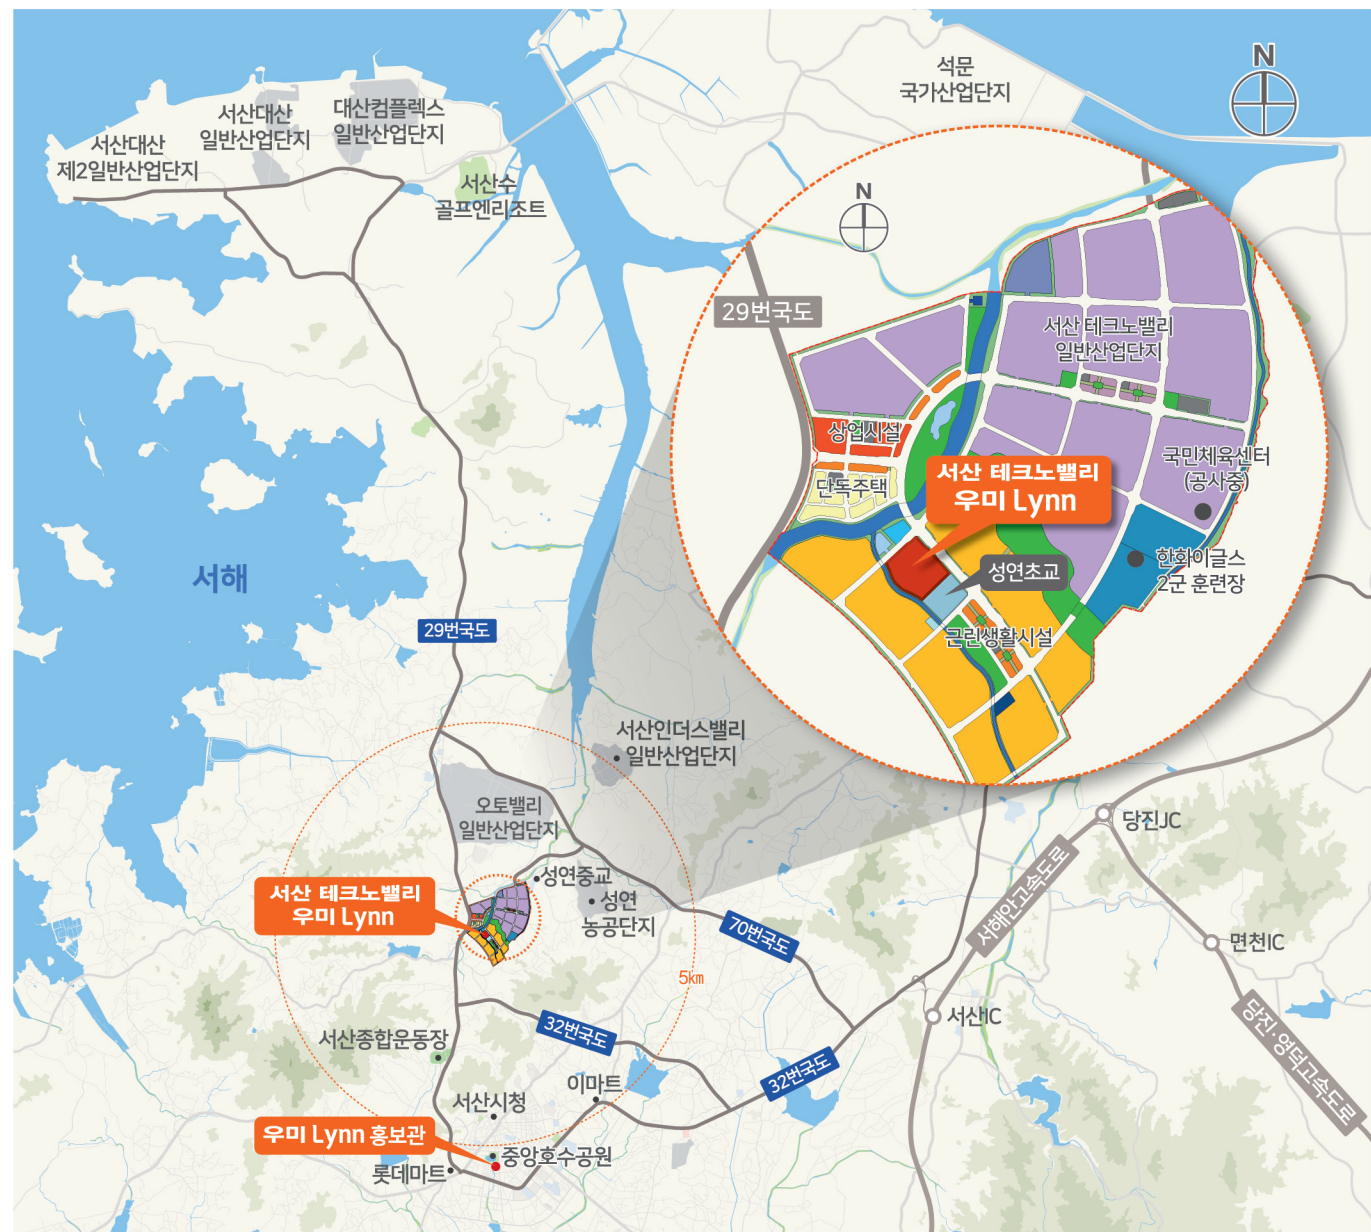 N
석문
국가산업단지
대산컴플렉스
일반산업단지
서산대산
일반산업단지
서산대산
제2일반산업단지
서산수
골프엔리조트
N
29번국도
서산 테크노밸리
일반산업단지
상업시설
단독주택
서산 테크노밸리
우미 Lynn
국민체육센터
(공사중)
한화이글스
2군 훈련장
성연초교
근린생활시설
서해
29번국도
서산인더스밸리
일반산업단지
오토밸리
일반산업단지
성연중교
성연
농공단지
서산 테크노밸리
우미 Lynn
5km
70번국도
당진JC
서해안고속도로
면천IC
서산IC
당진·영덕고속도로
32번국도
32번국도
서산종합운동장
이마트
서산시청
우미 Lynn 홍보관
중앙호수공원
롯데마트